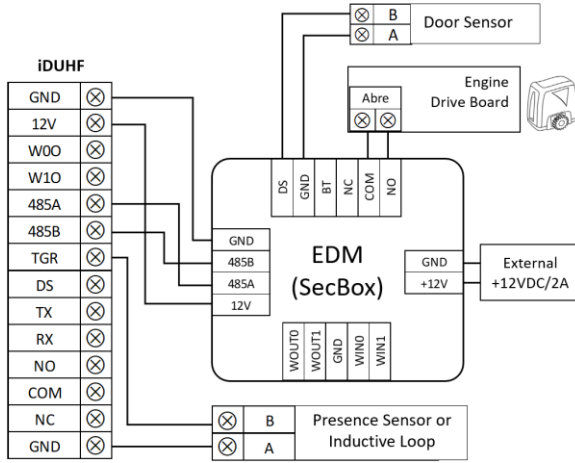 B
Door Sensor
A
iDUHF
Engine
Drive Board
Abre
GND
12V
W0O
W1O
485A
485B
TGR
DS
TX
RX
NO
COM
NC
GND
DS
GND
BT
NC
COM
NO
GND
485B
485A
12V
EDM
(SecBox)
GND
+12V
External
+12VDC/2A
WOUT0
WOUT1
GND
WIN0
WIN1
B
A
Presence Sensor or
Inductive Loop